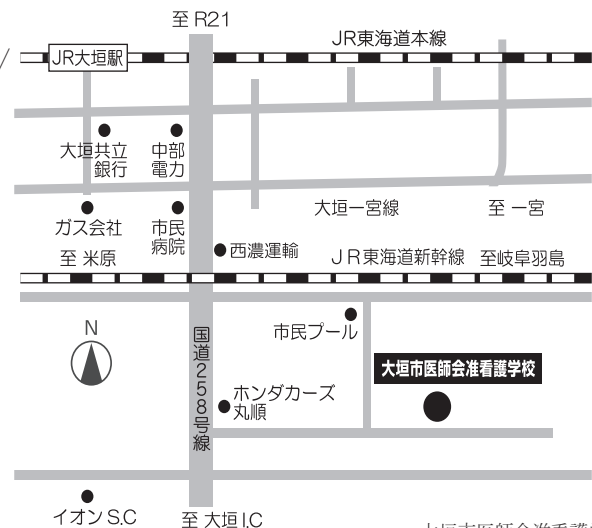 至 R21
JR東海道本線
JR大垣駅
大垣共立
銀行
中部
電力
大垣一宮線
至 一宮
ガス会社
市民
病院
西濃運輸
至 米原
JR東海道新幹線
至岐阜羽島
市民プール
N
国道258号線
大垣市医師会准看護学校
ホンダカーズ
丸順
イオン S.C
至 大垣 I.C